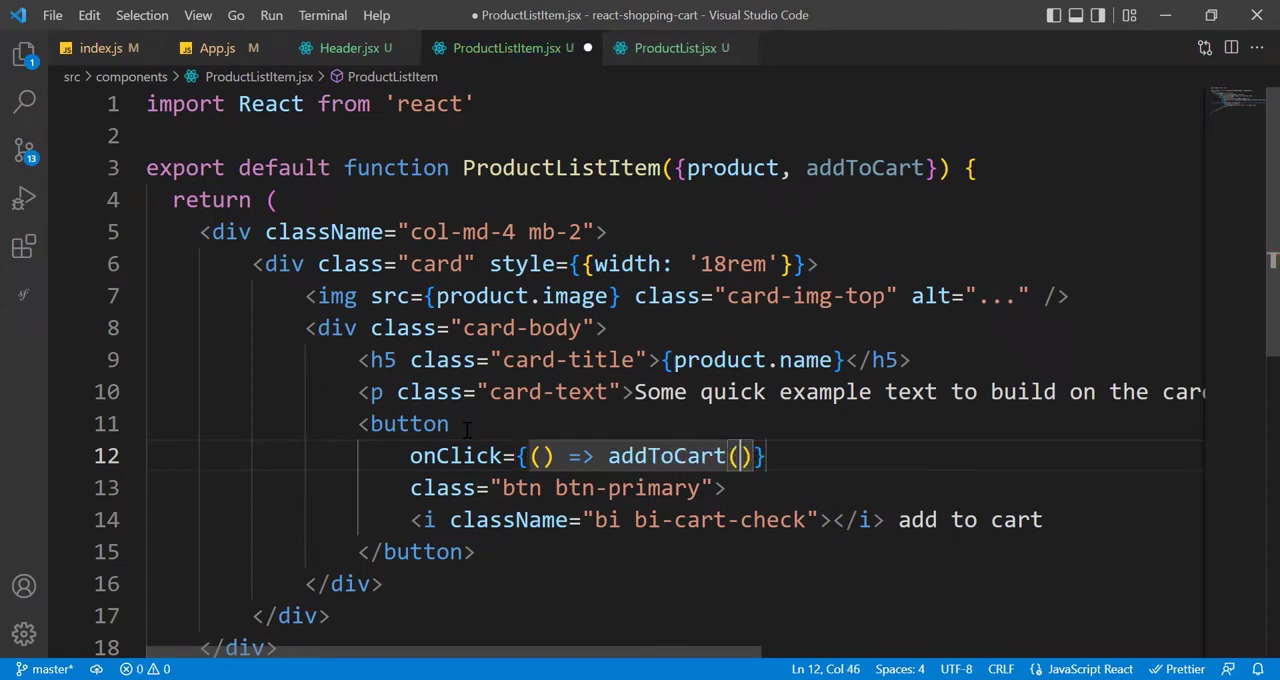 File Edit Selection View Go Run Terminal Help ● ProductListItem.jsx - react-shopping-cart - Visual Studio Code
JS index.js M JS App.js M Header.jsx U ProductListItem.jsx U ● ProductList.jsx U
src > components > ProductListItem.jsx > ProductListItem
1 import React from 'react'
2
3 export default function ProductListItem({product, addToCart}) {
4 return (
5 <div className="col-md-4 mb-2">
6 <div class="card" style={{width: '18rem'}}>
7 <img src={product.image} class="card-img-top" alt="..." />
8 <div class="card-body">
9 <h5 class="card-title">{product.name}</h5>
10 <p class="card-text">Some quick example text to build on the card
11 <button
12 onClick={() => addToCart()}
13 class="btn btn-primary">
14 <i className="bi bi-cart-check"></i> add to cart
15 </button>
16 </div>
17 </div>
18 </div>
1
13
sf
master* 0 0 Ln 12, Col 46 Spaces: 4 UTF-8 CRLF {} JavaScript React Prettier